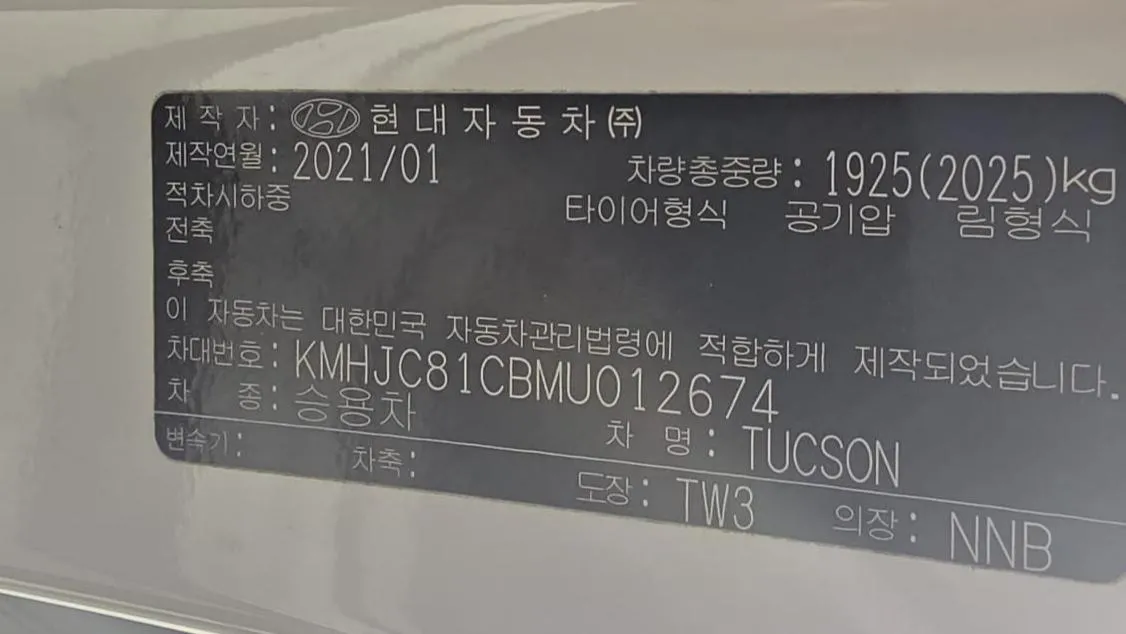 제 작 자 : 현대자동차㈜
제작연월 : 2021/01 차량총중량 : 1925(2025)kg
적차시하중 타이어형식 공기압 림형식
전축
후축
이 자동차는 대한민국 자동차관리법령에 적합하게 제작되었습니다.
차대번호 : KMHJC81CBMU012674
차 종 : 승용차 차 명 : TUCSON
변속기 : 차축 : 도장 : TW3 의장 : NNB